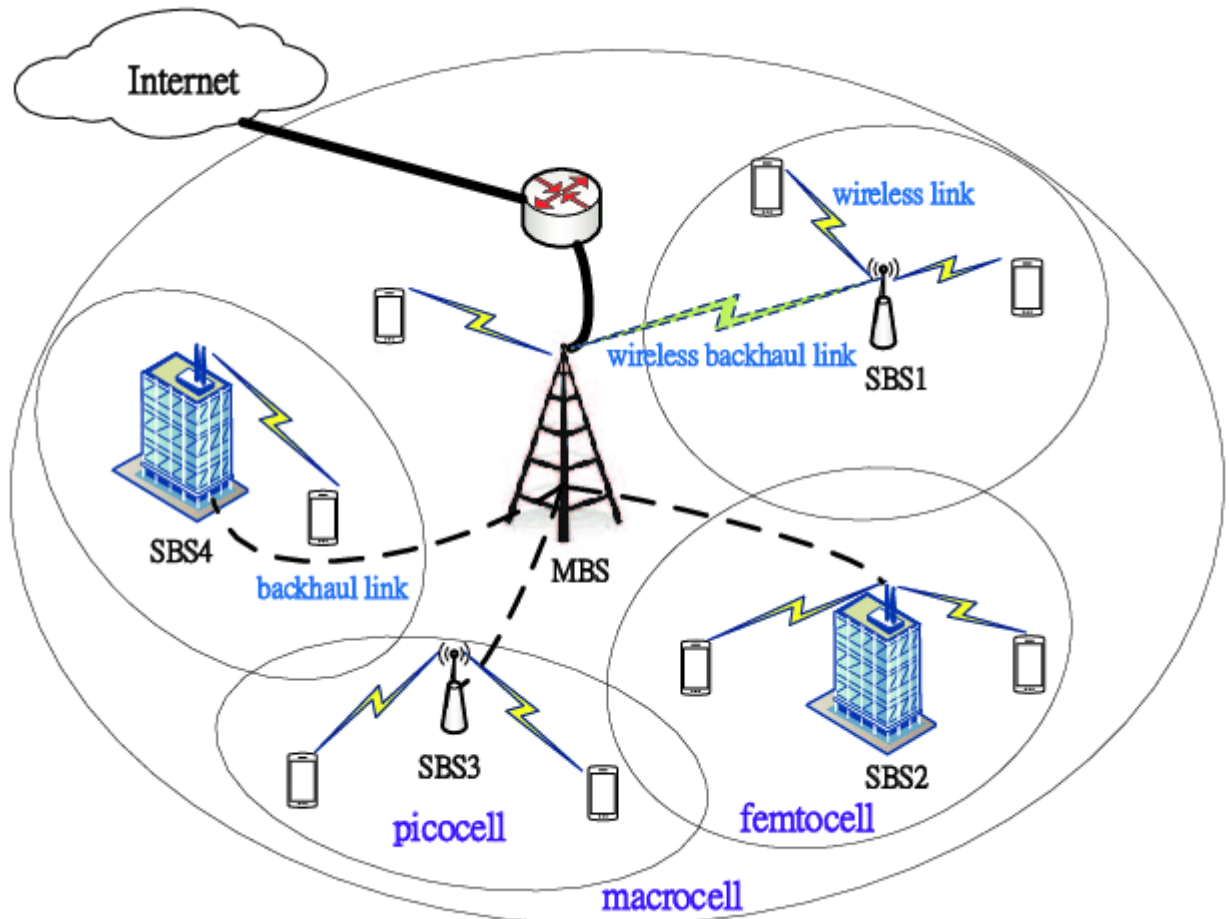 Internet
wireless link
wireless backhaul link
SBS1
SBS4
MBS
backhaul link
SBS3
SBS2
picocell
femtocell
macrocell